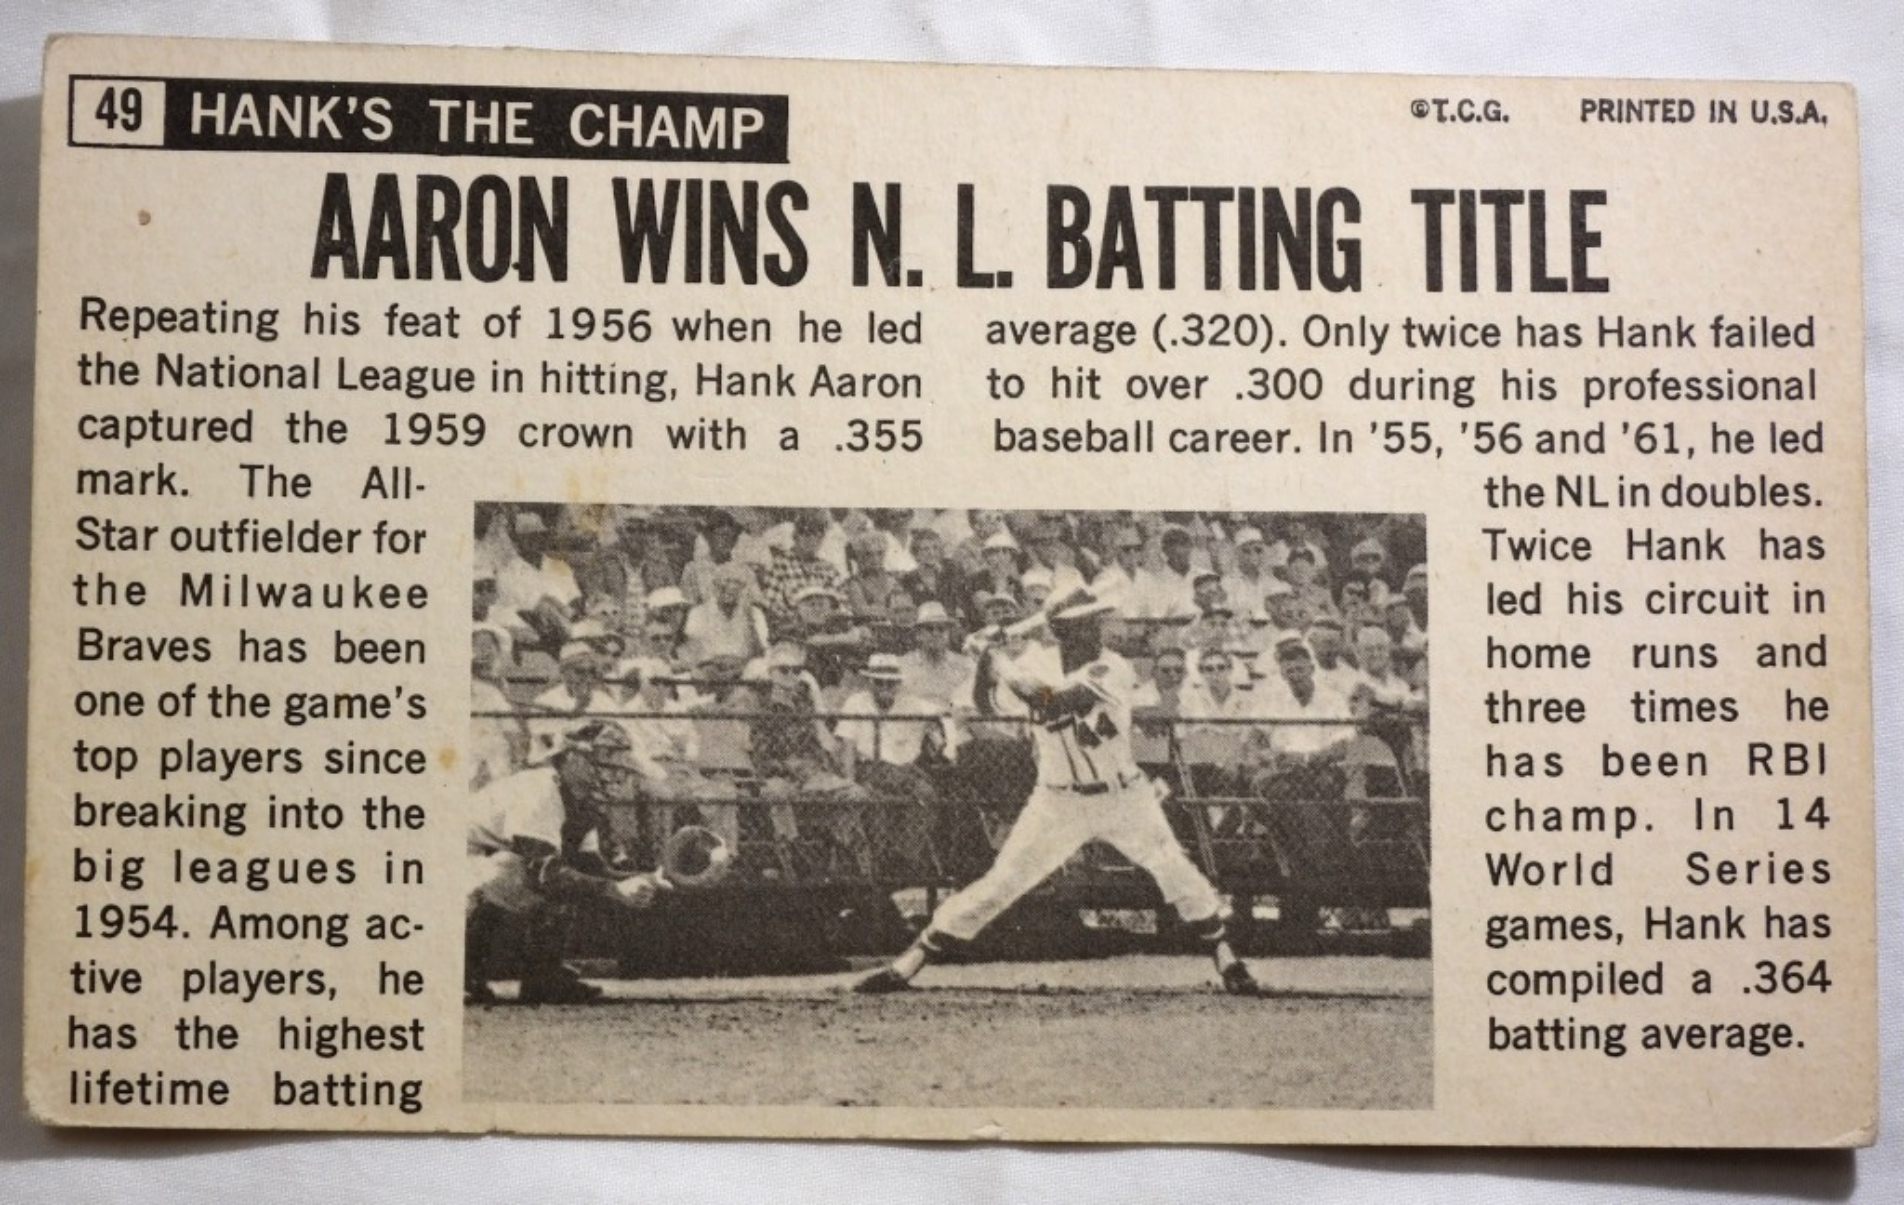 49 HANK'S THE CHAMP
©T.C.G. PRINTED IN U.S.A.
AARON WINS N. L. BATTING TITLE
Repeating his feat of 1956 when he led
the National League in hitting, Hank Aaron
captured the 1959 crown with a .355
mark. The All-
Star outfielder for
the Milwaukee
Braves has been
one of the game's
top players since
breaking into the
big leagues in
1954. Among ac-
tive players, he
has the highest
lifetime batting
average (.320). Only twice has Hank failed
to hit over .300 during his professional
baseball career. In '55, '56 and '61, he led
the NL in doubles.
Twice Hank has
led his circuit in
home runs and
three times he
has been RBI
champ. In 14
World Series
games, Hank has
compiled a .364
batting average.
44